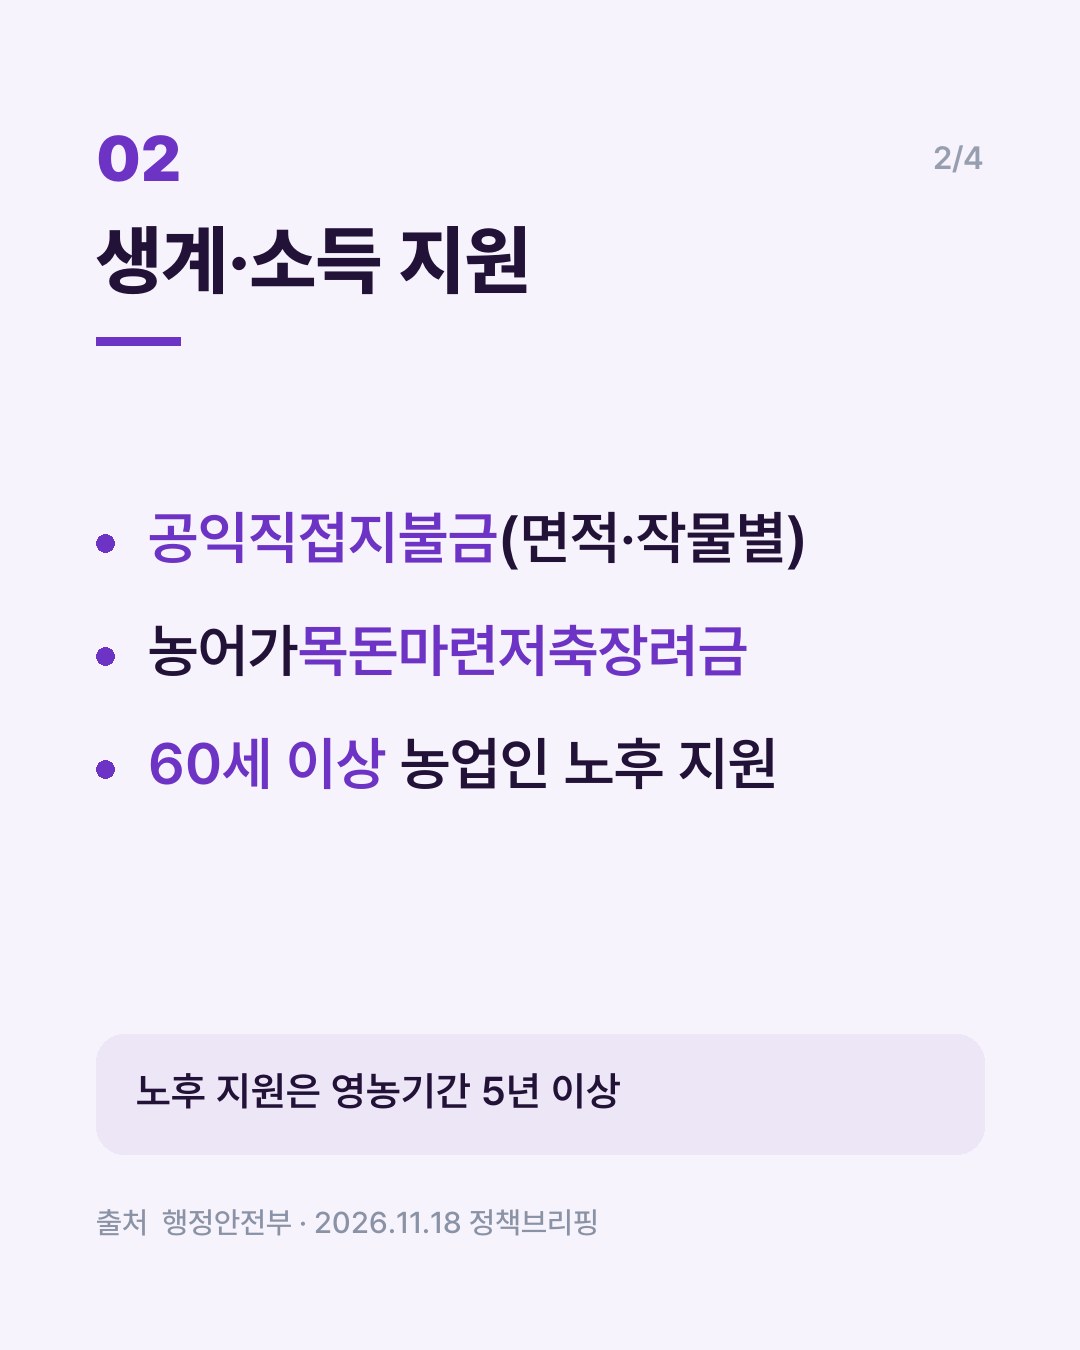 02
2/4
생계·소득 지원
공익직접지불금(면적·작물별)
농어가목돈마련저축장려금
60세 이상 농업인 노후 지원
노후 지원은 영농기간 5년 이상
출처 행정안전부 · 2026.11.18 정책브리핑